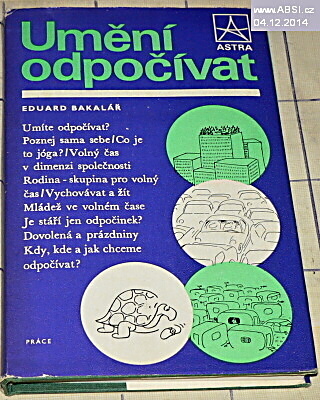 www.ABSI.cz
04.12.2014
Umění
odpočívat
ASTRA
EDUARD BAKALÁŘ
Umíte odpočívat?
Poznej sama sebe/Co je
to jóga?/Volný čas
v dimenzi společnosti
Rodina-skupina pro volný
čas/Vychovávat a žít
Mládež ve volném čase
Je stáří jen odpočinek?
Dovolená a prázdniny
Kdy, kde a jak chceme
odpočívat?
PRÁCE